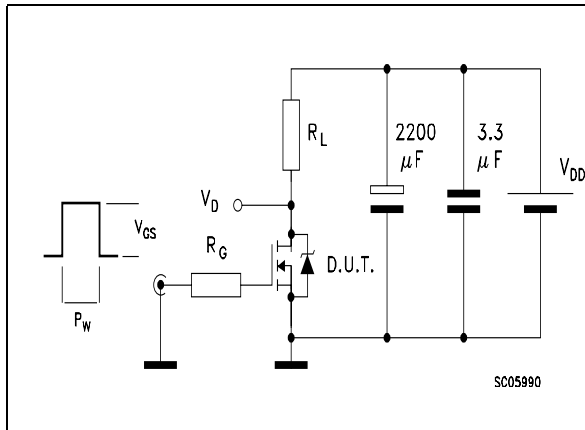 R_L
2200
μF
3.3
μF
V_DD
V_D
V_GS
R_G
D.U.T.
P_W
SC05990